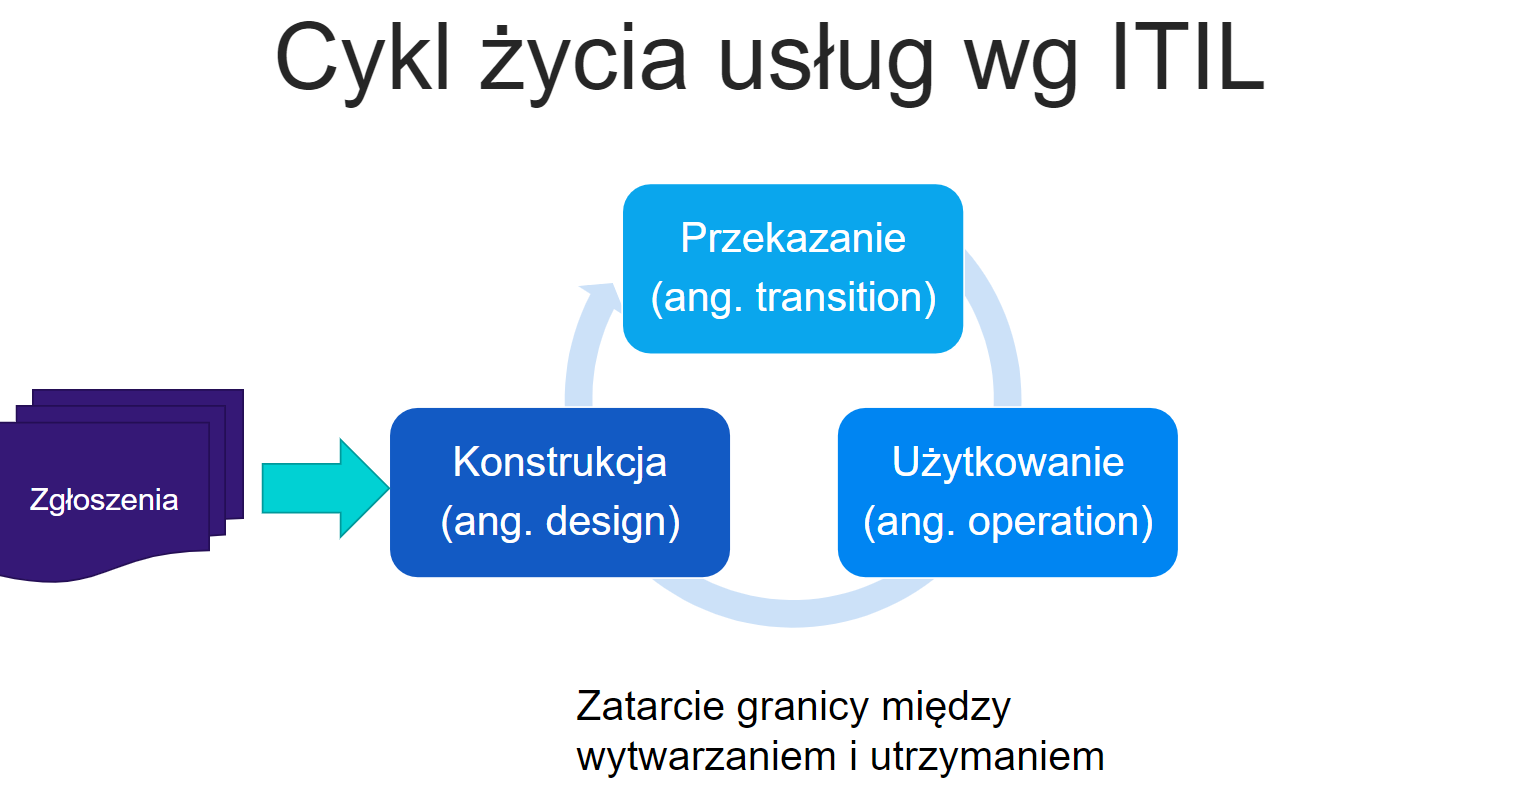 Cykl życia usług wg ITIL
Przekazanie
(ang. transition)
Zgłoszenia
Konstrukcja
(ang. design)
Użytkowanie
(ang. operation)
Zatarcie granicy między
wytwarzaniem i utrzymaniem